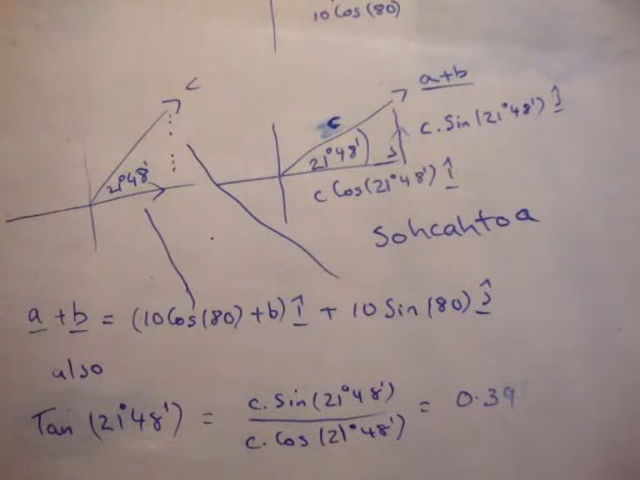 10 Cos (80)
c
21°48'
a+b
c
21°48'
c. Sin (21°48') ĵ
c Cos (21°48') î
Sohcahtoa
a + b = (10 Cos (80) + b) î + 10 Sin (80) ĵ
also
Tan (21°48') = c. Sin (21°48') / c. Cos (21°48') = 0.39